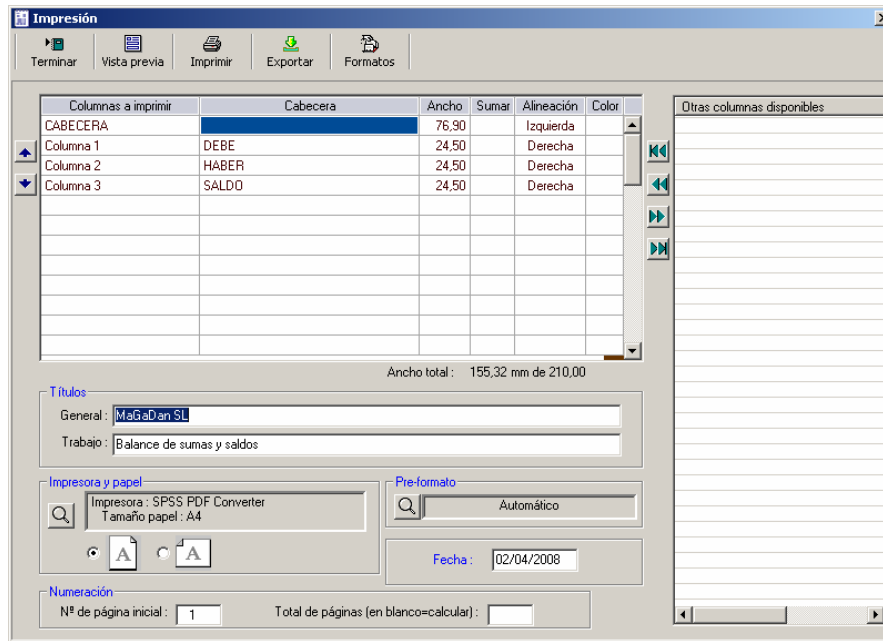 Impresión
Terminar Vista previa Imprimir Exportar Formatos
Columnas a imprimir Cabecera Ancho Sumar Alineación Color
CABECERA 76,90 Izquierda
Columna 1 DEBE 24,50 Derecha
Columna 2 HABER 24,50 Derecha
Columna 3 SALDO 24,50 Derecha
Otras columnas disponibles
Ancho total : 155,32 mm de 210,00
Títulos
General : MaGaDan SL
Trabajo : Balance de sumas y saldos
Impresora y papel
Impresora : SPSS PDF Converter
Tamaño papel : A4
A A
Pre-formato
Automático
Fecha : 02/04/2008
Numeración
Nª de página inicial : 1 Total de páginas (en blanco=calcular) :